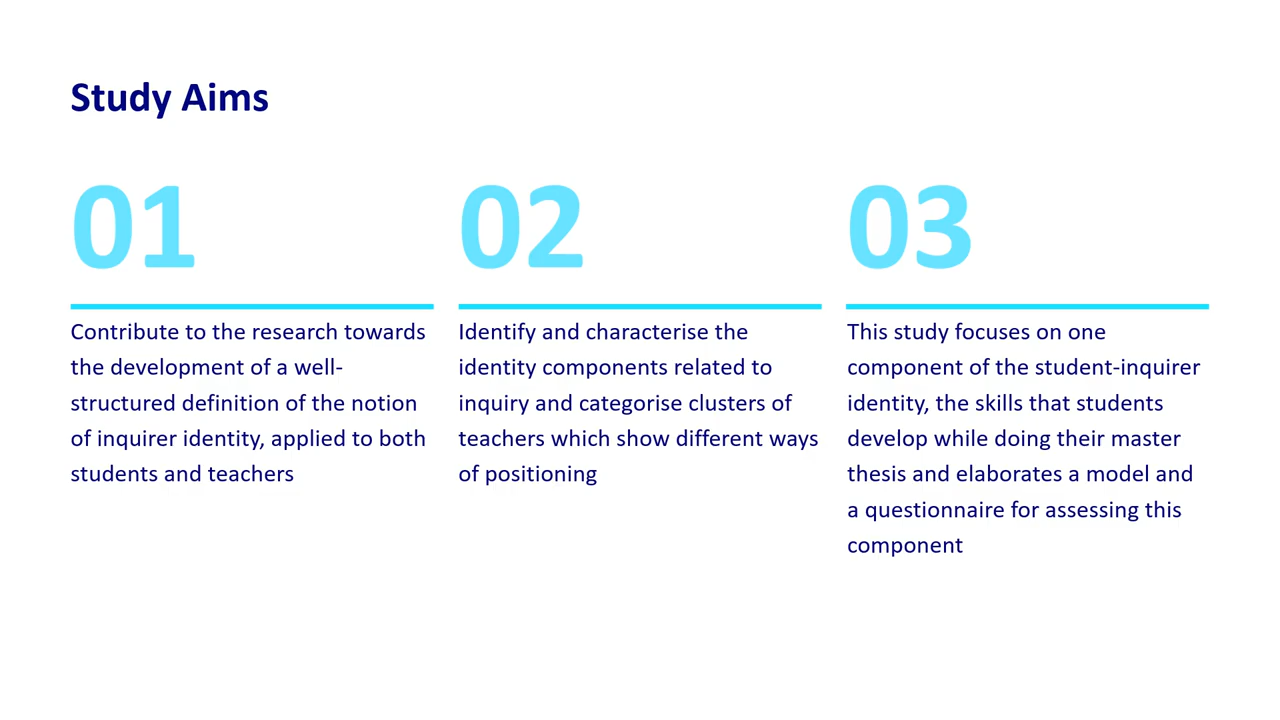 Study Aims
01
Contribute to the research towards
the development of a well-
structured definition of the notion
of inquirer identity, applied to both
students and teachers
02
Identify and characterise the
identity components related to
inquiry and categorise clusters of
teachers which show different ways
of positioning
03
This study focuses on one
component of the student-inquirer
identity, the skills that students
develop while doing their master
thesis and elaborates a model and
a questionnaire for assessing this
component